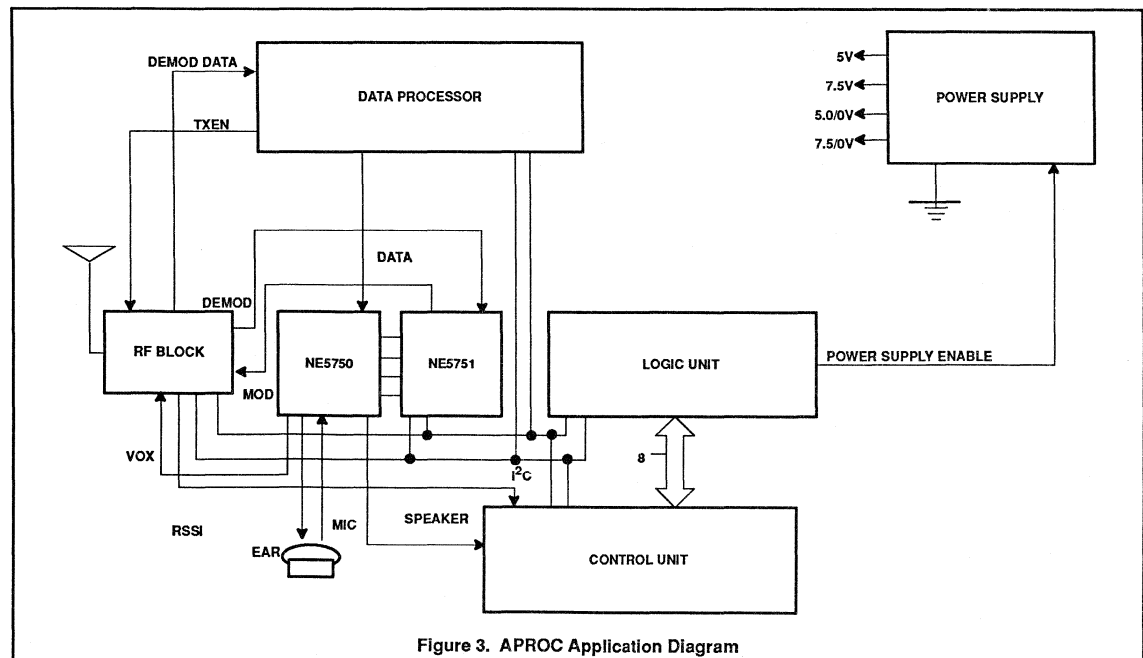 DEMOD DATA
DATA PROCESSOR
TXEN
5V
7.5V
5.0/0V
7.5/0V
POWER SUPPLY
DATA
DEMOD
RF BLOCK
NE5750
NE5751
LOGIC UNIT
POWER SUPPLY ENABLE
MOD
VOX
8
I²C
RSSI
MIC
SPEAKER
EAR
CONTROL UNIT
Figure 3. APROC Application Diagram